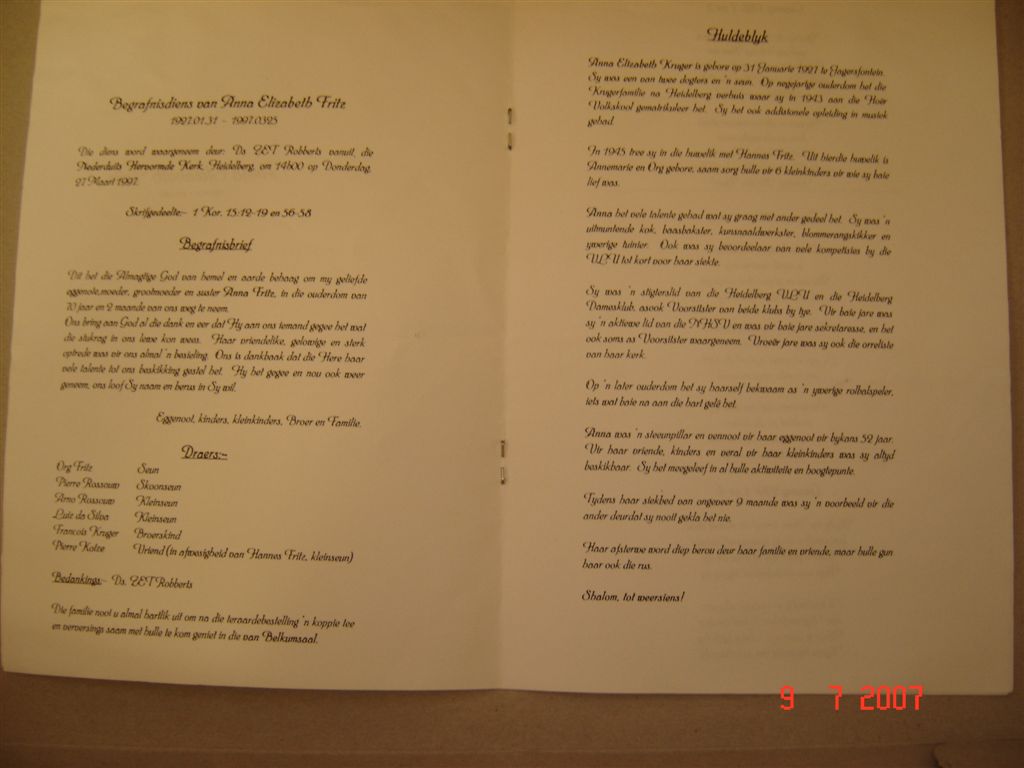 Begrafnisdiens van Anna Elizabeth Fritz
1927.01.31 - 1997.03.25
Die diens word waargeneem deur: Ds. ZET Robberts vanuit, die
Nederduits Hervormde Kerk, Heidelberg, om 14h00 op Donderdag,
27 Maart 1997.
Skrifgedeelte:- 1 Kor. 15:12-19 en 56-58
Begrafnisbrief
Dit het die Almagtige God van hemel en aarde behaag om my geliefde
eggenote,moeder, grootmoeder en suster Anna Fritz, in die ouderdom van
70 jaar en 2 maande van ons weg te neem.
Ons bring aan God al die dank en eer dat Hy aan ons iemand gegee het wat
die stukrag in ons lewe kon wees. Haar vriendelike, gelowige en sterk
optrede was vir ons almal 'n besieling. Ons is dankbaar dat die Here haar
vele talente tot ons beskikking gestel het. Hy het gegee en nou ook weer
geneem, ons loof Sy naam en berus in Sy wil.
Eggenoot, kinders, kleinkinders, Broer en Familie.
Draers:-
Org Fritz Seun
Pierre Rossouw Skoonseun
Arno Rossouw Kleinseun
Luiz da Silva Kleinseun
Francois Kruger Broerskind
Pierre Kotze Vriend (in afwesigheid van Hannes Fritz, kleinseun)
Bedankings:- Ds. ZET Robberts
Die familie nooi u almal hartlik uit om na die teraardebestelling 'n koppie tee
en verversings saam met hulle te kom geniet in die van Belkumsaal.
Huldeblyk
Anna Elizabeth Kruger is gebore op 31 Januarie 1927 te Jagersfontein.
Sy was een van twee dogters en 'n seun. Op negejarige ouderdom het die
Krugerfamilie na Heidelberg verhuis waar sy in 1943 aan die Hoër
Volkskool gematrikuleer het. Sy het ook addisionele opleiding in musiek
gehad.
In 1945 tree sy in die huwelik met Hannes Fritz. Uit hierdie huwelik is
Annemarie en Org gebore, saam sorg hulle vir 6 kleinkinders vir wie sy baie
lief was.
Anna het vele talente gehad wat sy graag met ander gedeel het. Sy was 'n
uitmuntende kok, baasbakster, kunsnaaldwerkster, blommerangskikker en
ywerige tuinier. Ook was sy beoordeelaar van vele kompetisies by die
VLU tot kort voor haar siekte.
Sy was 'n stigterslid van die Heidelberg VLU en die Heidelberg
Damesklub, asook Voorsitster van beide klubs by tye. Vir baie jare was
sy 'n aktiewe lid van die NHSV en was vir baie jare sekretaresse, en het
ook soms as Voorsitster waargeneem. Vroeër jare was sy ook die orreliste
van haar kerk.
Op 'n later ouderdom het sy haarself bekwaam as 'n ywerige rolbalspeler,
iets wat baie na aan die hart gelê het.
Anna was 'n steunpillar en vennoot vir haar eggenoot vir bykans 52 jaar.
Vir haar vriende, kinders en veral vir haar kleinkinders was sy altyd
beskikbaar. Sy het meegeleef in al hulle aktiwiteite en hoogtepunte.
Tydens haar siekbed van ongeveer 9 maande was sy 'n voorbeeld vir die
ander deurdat sy nooit gekla het nie.
Haar afsterwe word diep berou deur haar familie en vriende, maar hulle gun
haar ook die rus.
Shalom, tot weersiens!
9 7 2007